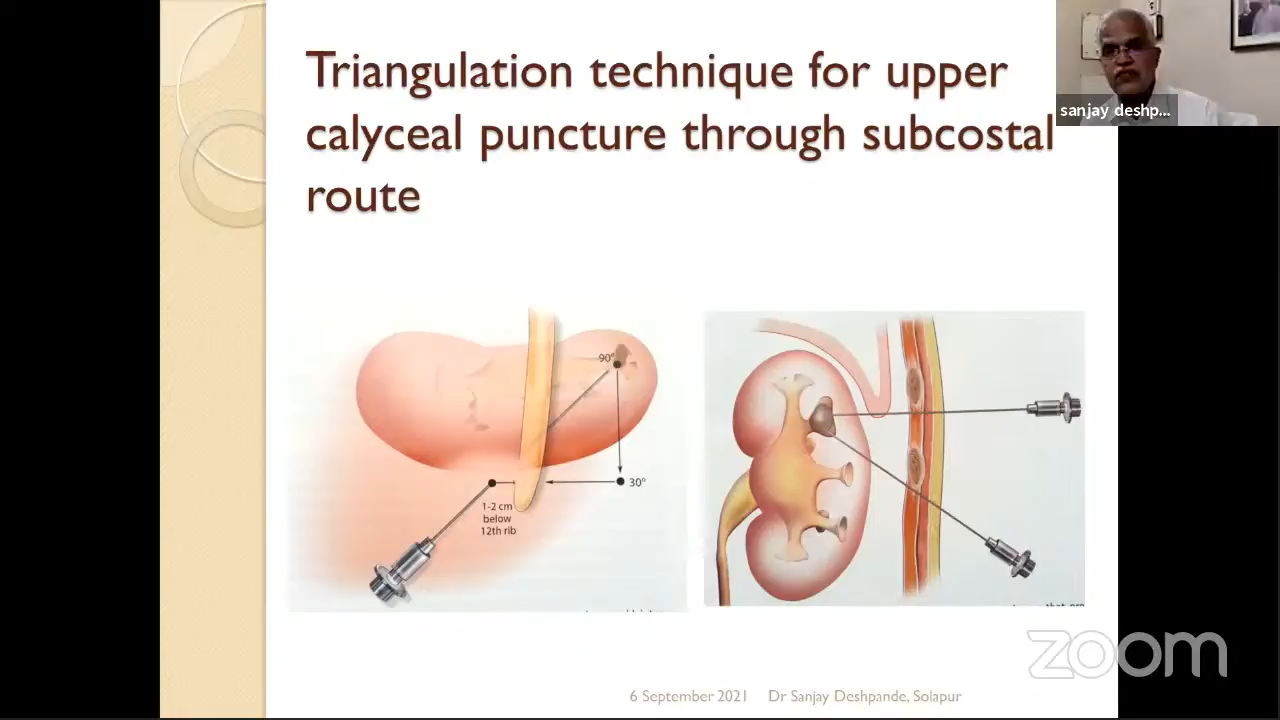 Triangulation technique for upper
calyceal puncture through subcostal
route
sanjay deshp...
90°
30°
1-2 cm
below
12th rib
zoom
6 September 2021 Dr Sanjay Deshpande, Solapur